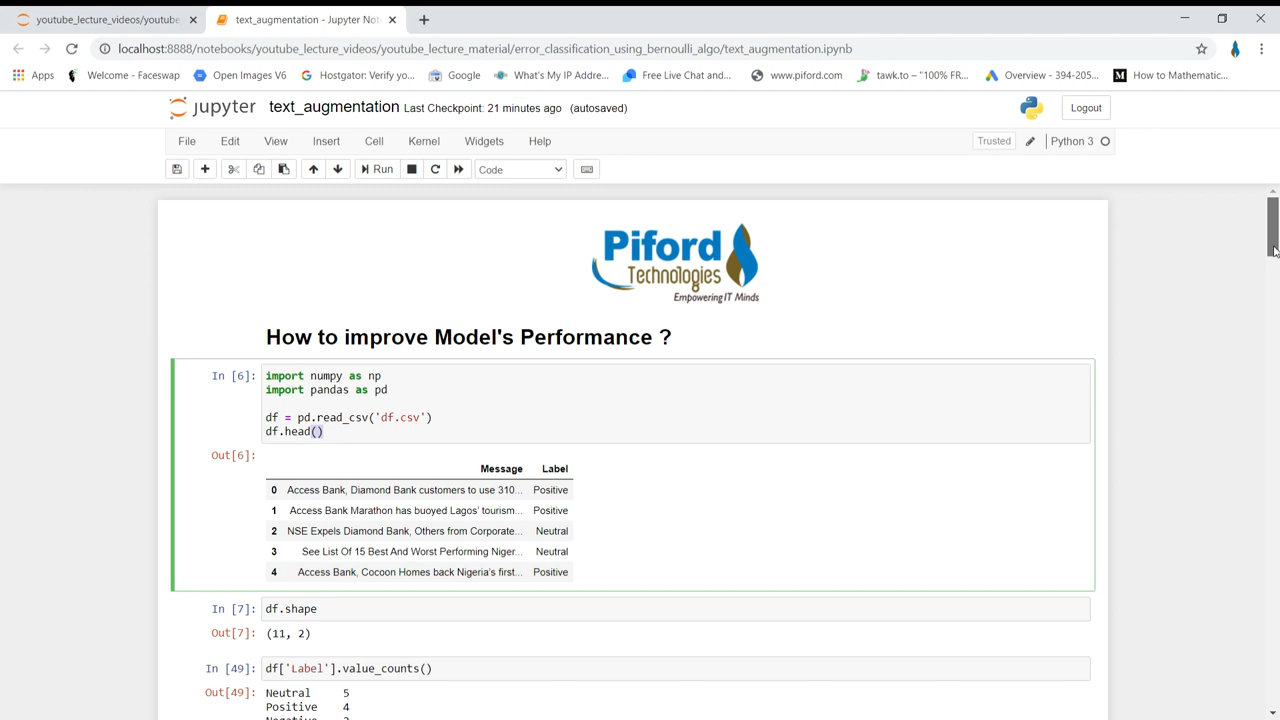 youtube_lecture_videos/youtube
text_augmentation - Jupyter Not
localhost:8888/notebooks/youtube_lecture_videos/youtube_lecture_material/error_classification_using_bernoulli_algo/text_augmentation.ipynb
Apps Welcome - Faceswap Open Images V6 Hostgator: Verify yo... Google What's My IP Addre... Free Live Chat and... www.piford.com tawk.to – "100% FR... Overview - 394-205... How to Mathematic...
jupyter text_augmentation Last Checkpoint: 21 minutes ago (autosaved) Logout
File Edit View Insert Cell Kernel Widgets Help Trusted Python 3
Run Code
Piford
Technologies
Empowering IT Minds
How to improve Model's Performance ?
In [6]: import numpy as np
import pandas as pd
df = pd.read_csv('df.csv')
df.head()
Out[6]:
Message Label
0 Access Bank, Diamond Bank customers to use 310... Positive
1 Access Bank Marathon has buoyed Lagos' tourism... Positive
2 NSE Expels Diamond Bank, Others from Corporate... Neutral
3 See List Of 15 Best And Worst Performing Niger... Neutral
4 Access Bank, Cocoon Homes back Nigeria's first... Positive
In [7]: df.shape
Out[7]: (11, 2)
In [49]: df['Label'].value_counts()
Out[49]: Neutral 5
Positive 4